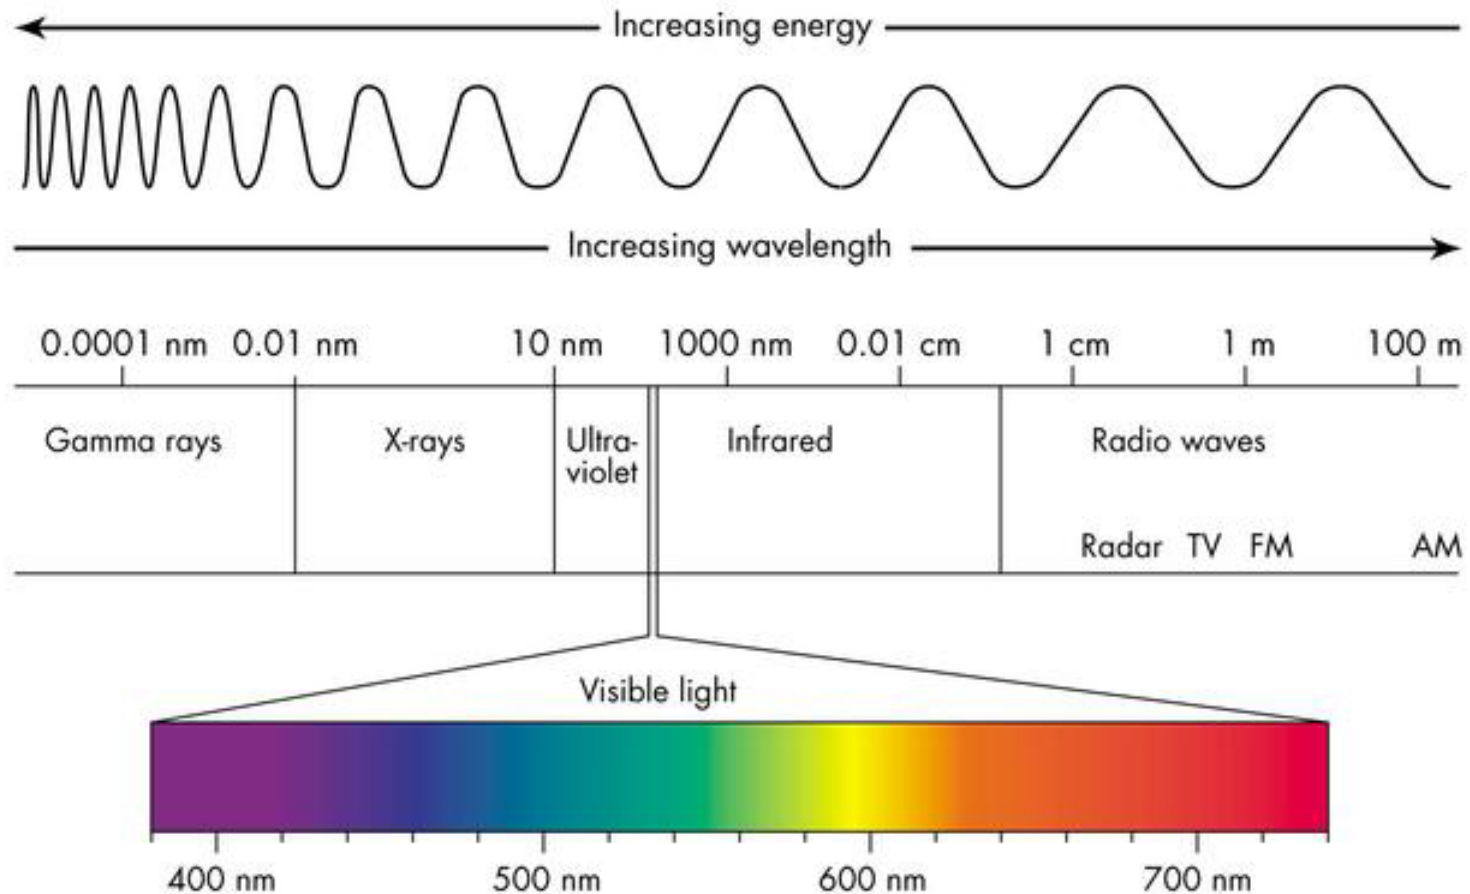 Increasing energy
Increasing wavelength
0.0001 nm 0.01 nm 10 nm 1000 nm 0.01 cm 1 cm 1 m 100 m
Gamma rays X-rays Ultra-
violet Infrared Radio waves
Radar TV FM AM
Visible light
400 nm 500 nm 600 nm 700 nm